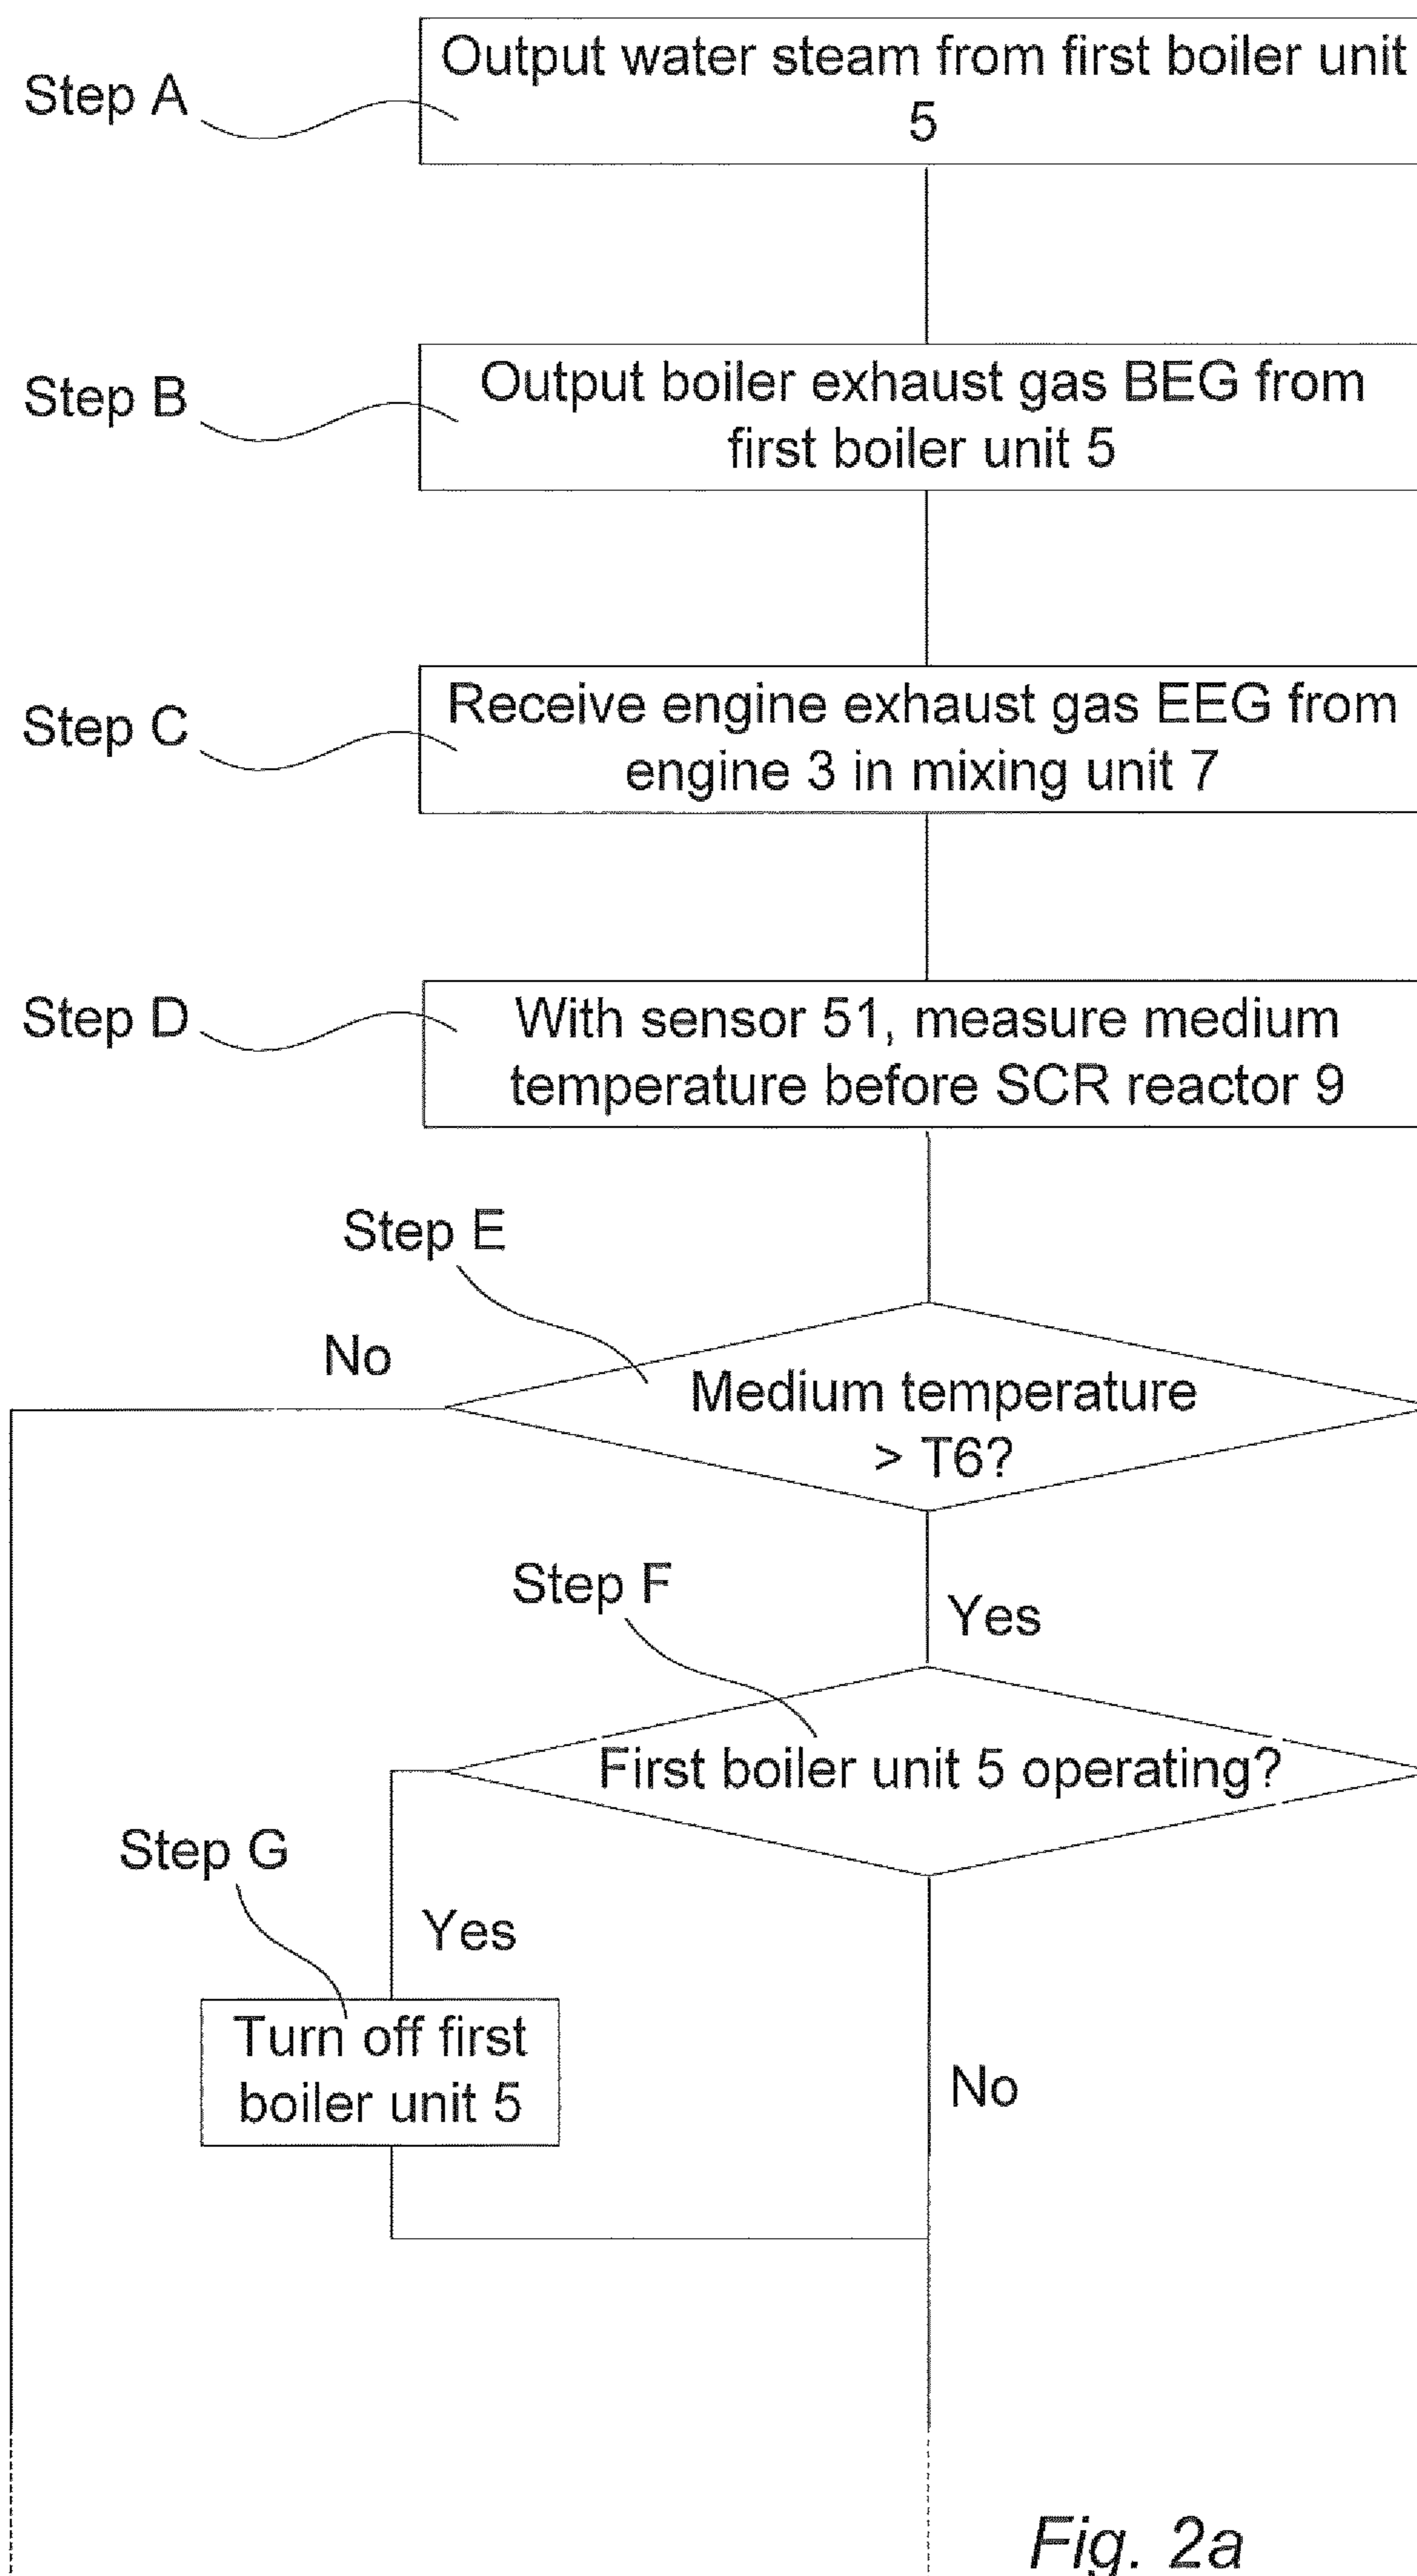 Step A
Output water steam from first boiler unit
5
Step B
Output boiler exhaust gas BEG from
first boiler unit 5
Step C
Receive engine exhaust gas EEG from
engine 3 in mixing unit 7
Step D
With sensor 51, measure medium
temperature before SCR reactor 9
Step E
No
Medium temperature
> T6?
Step F
Yes
First boiler unit 5 operating?
Step G
Yes
Turn off first
boiler unit 5
No
Fig. 2a